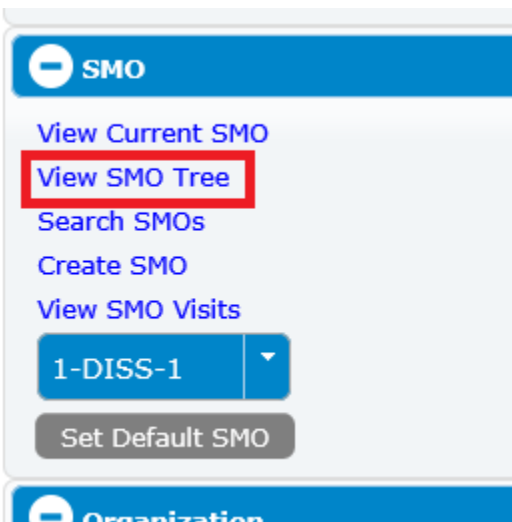 SMO
View Current SMO
View SMO Tree
Search SMOs
Create SMO
View SMO Visits
1-DISS-1
Set Default SMO
Organization